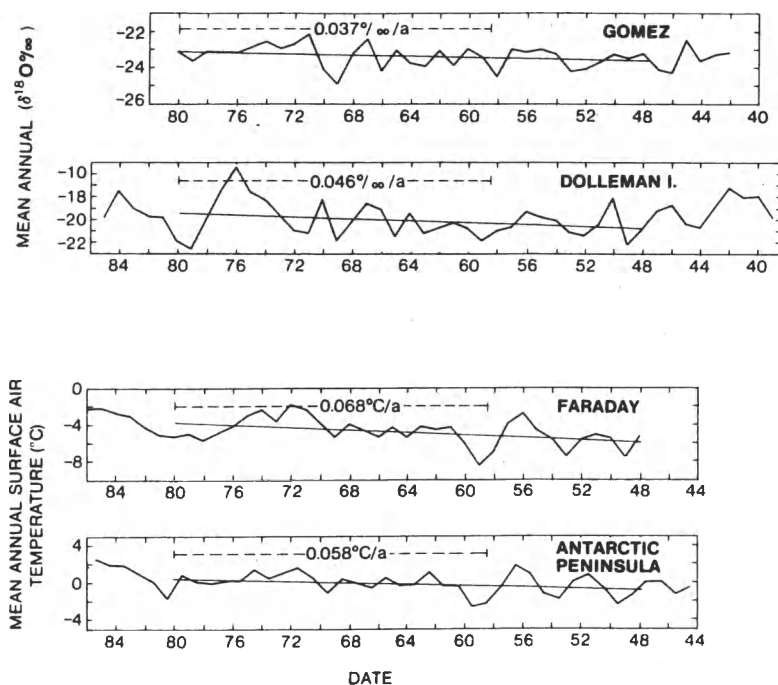 MEAN ANNUAL (δ¹⁸O‰)
-22
-24
-26
0.037‰/a
GOMEZ
80 76 72 68 64 60 56 52 48 44 40
-10
-18
-20
-22
0.046‰/a
DOLLEMAN I.
84 80 76 72 68 64 60 56 52 48 44 40
MEAN ANNUAL SURFACE AIR
TEMPERATURE (°C)
0
-4
-8
0.068°C/a
FARADAY
84 80 76 72 68 64 60 56 52 48 44
4
0
-4
0.058°C/a
ANTARCTIC
PENINSULA
84 80 76 72 68 64 60 56 52 48 44
DATE